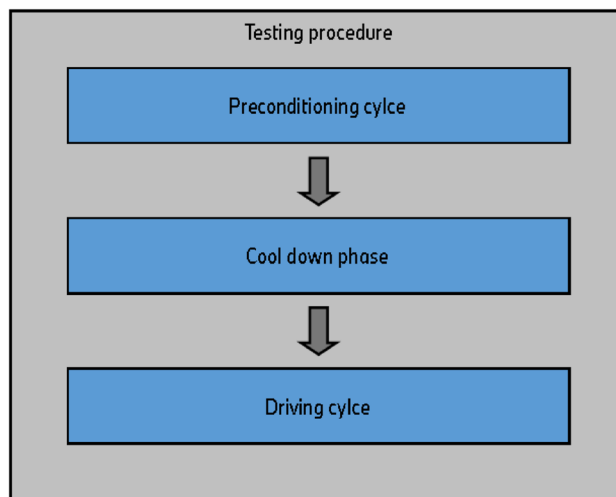 Testing procedure
Preconditioning cylce
Cool down phase
Driving cylce